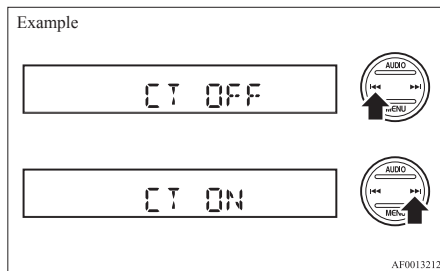 Example
CT OFF
AUDIO
MENU
CT ON
AUDIO
MENU
AF0013212